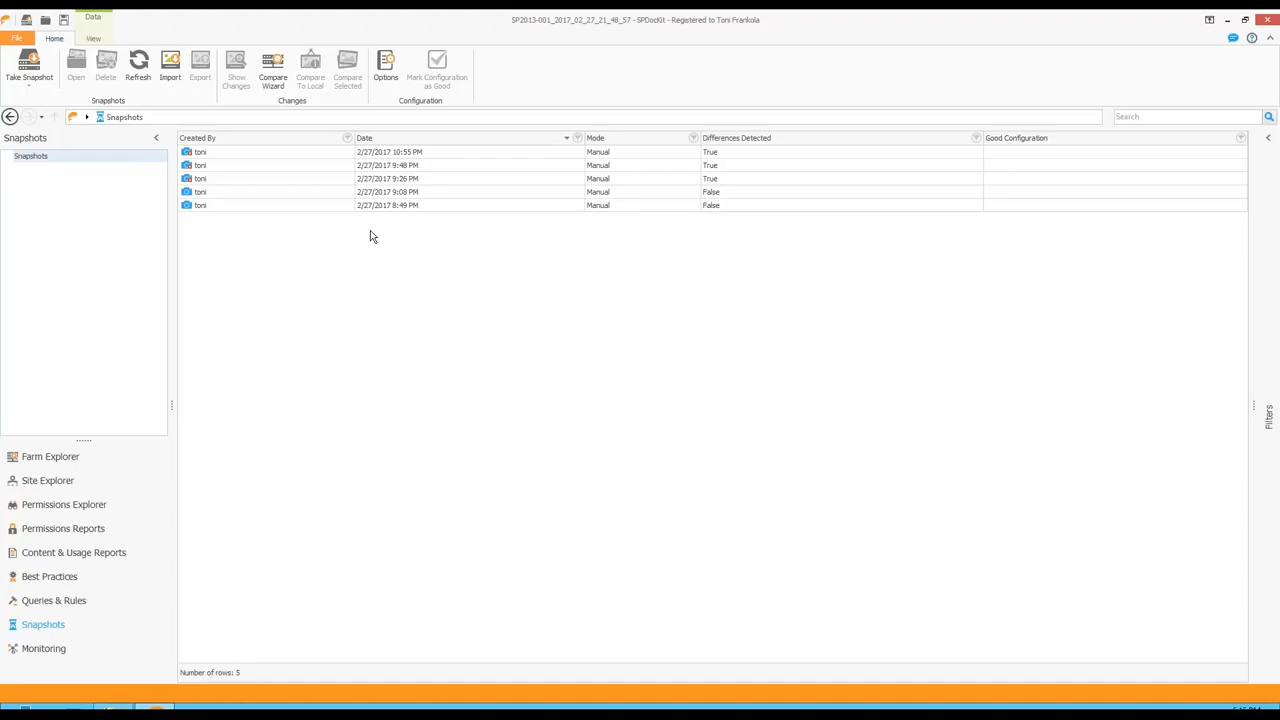 Data
SP2013-001_2017_02_27_21_48_57 - SPDocKit - Registered to Toni Frankola
File Home View
Take Snapshot Open Delete Refresh Import Export Show Changes Compare Wizard Compare To Local Compare Selected Options Mark Configuration as Good
Snapshots Changes Configuration
Snapshots Search
Snapshots
Snapshots
Created By Date Mode Differences Detected Good Configuration
toni 2/27/2017 10:55 PM Manual True
toni 2/27/2017 9:48 PM Manual True
toni 2/27/2017 9:26 PM Manual True
toni 2/27/2017 9:08 PM Manual False
toni 2/27/2017 8:49 PM Manual False
Filters
Farm Explorer
Site Explorer
Permissions Explorer
Permissions Reports
Content & Usage Reports
Best Practices
Queries & Rules
Snapshots
Monitoring
Number of rows: 5